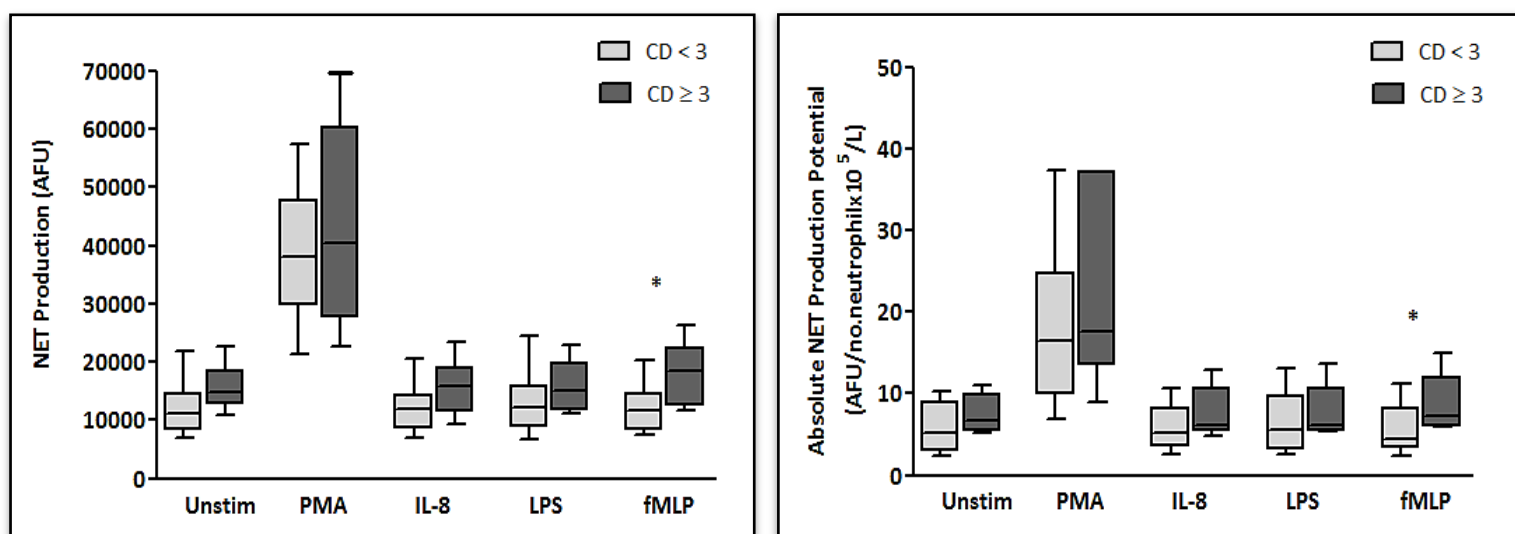 CD < 3
CD ≥ 3
NET Production (AFU)
70000
60000
50000
40000
30000
20000
10000
0
*
Unstim PMA IL-8 LPS fMLP
CD < 3
CD ≥ 3
Absolute NET Production Potential
(AFU/no.neutrophilx10 ⁵/L)
50
40
30
20
10
0
*
Unstim PMA IL-8 LPS fMLP